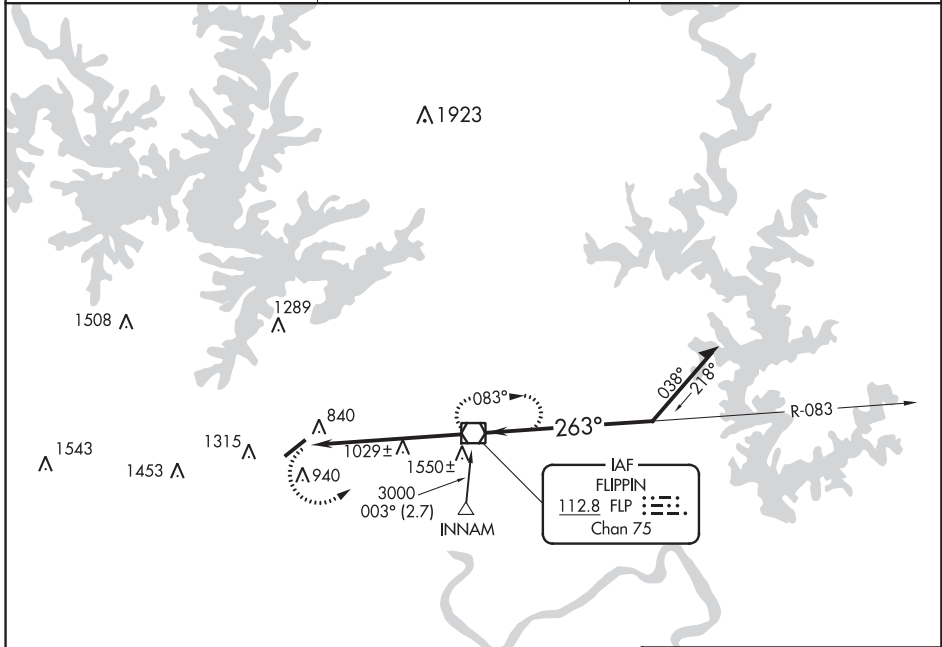 1923
1508
1289
038°
218°
R-083
083°
263°
840
1029±
1550±
1543
1453
1315
940
3000
003° (2.7)
INNAM
IAF
FLIPPIN
112.8 FLP
Chan 75